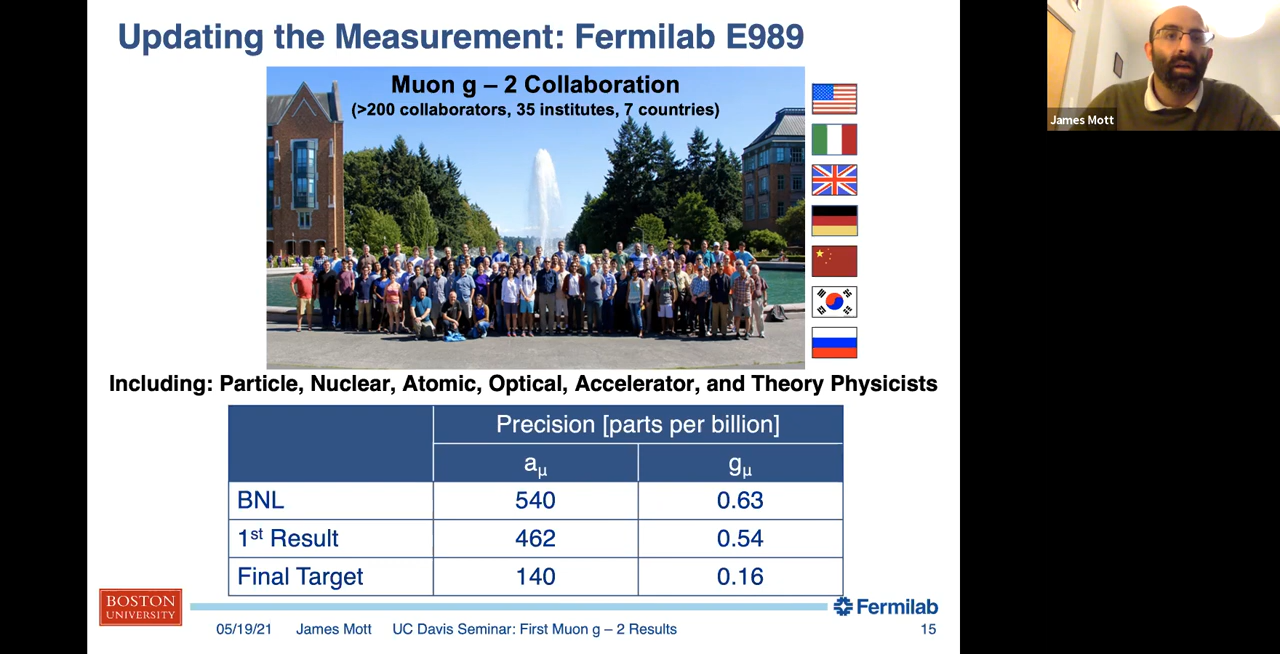 Updating the Measurement: Fermilab E989
Muon g – 2 Collaboration
(>200 collaborators, 35 institutes, 7 countries)
James Mott
Including: Particle, Nuclear, Atomic, Optical, Accelerator, and Theory Physicists
Precision [parts per billion]
aμ gμ
BNL 540 0.63
1st Result 462 0.54
Final Target 140 0.16
BOSTON
UNIVERSITY
Fermilab
05/19/21 James Mott UC Davis Seminar: First Muon g – 2 Results 15